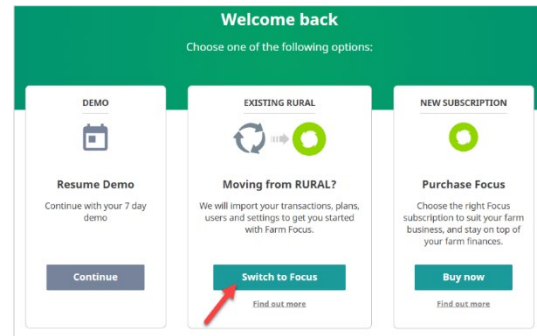 Welcome back
Choose one of the following options:
DEMO
Resume Demo
Continue with your 7 day
demo
Continue
EXISTING RURAL
Moving from RURAL?
We will import your transactions, plans,
users and settings to get you started
with Farm Focus.
Switch to Focus
Find out more
NEW SUBSCRIPTION
Purchase Focus
Choose the right Focus
subscription to suit your farm
business, and stay on top of
your farm finances.
Buy now
Find out more